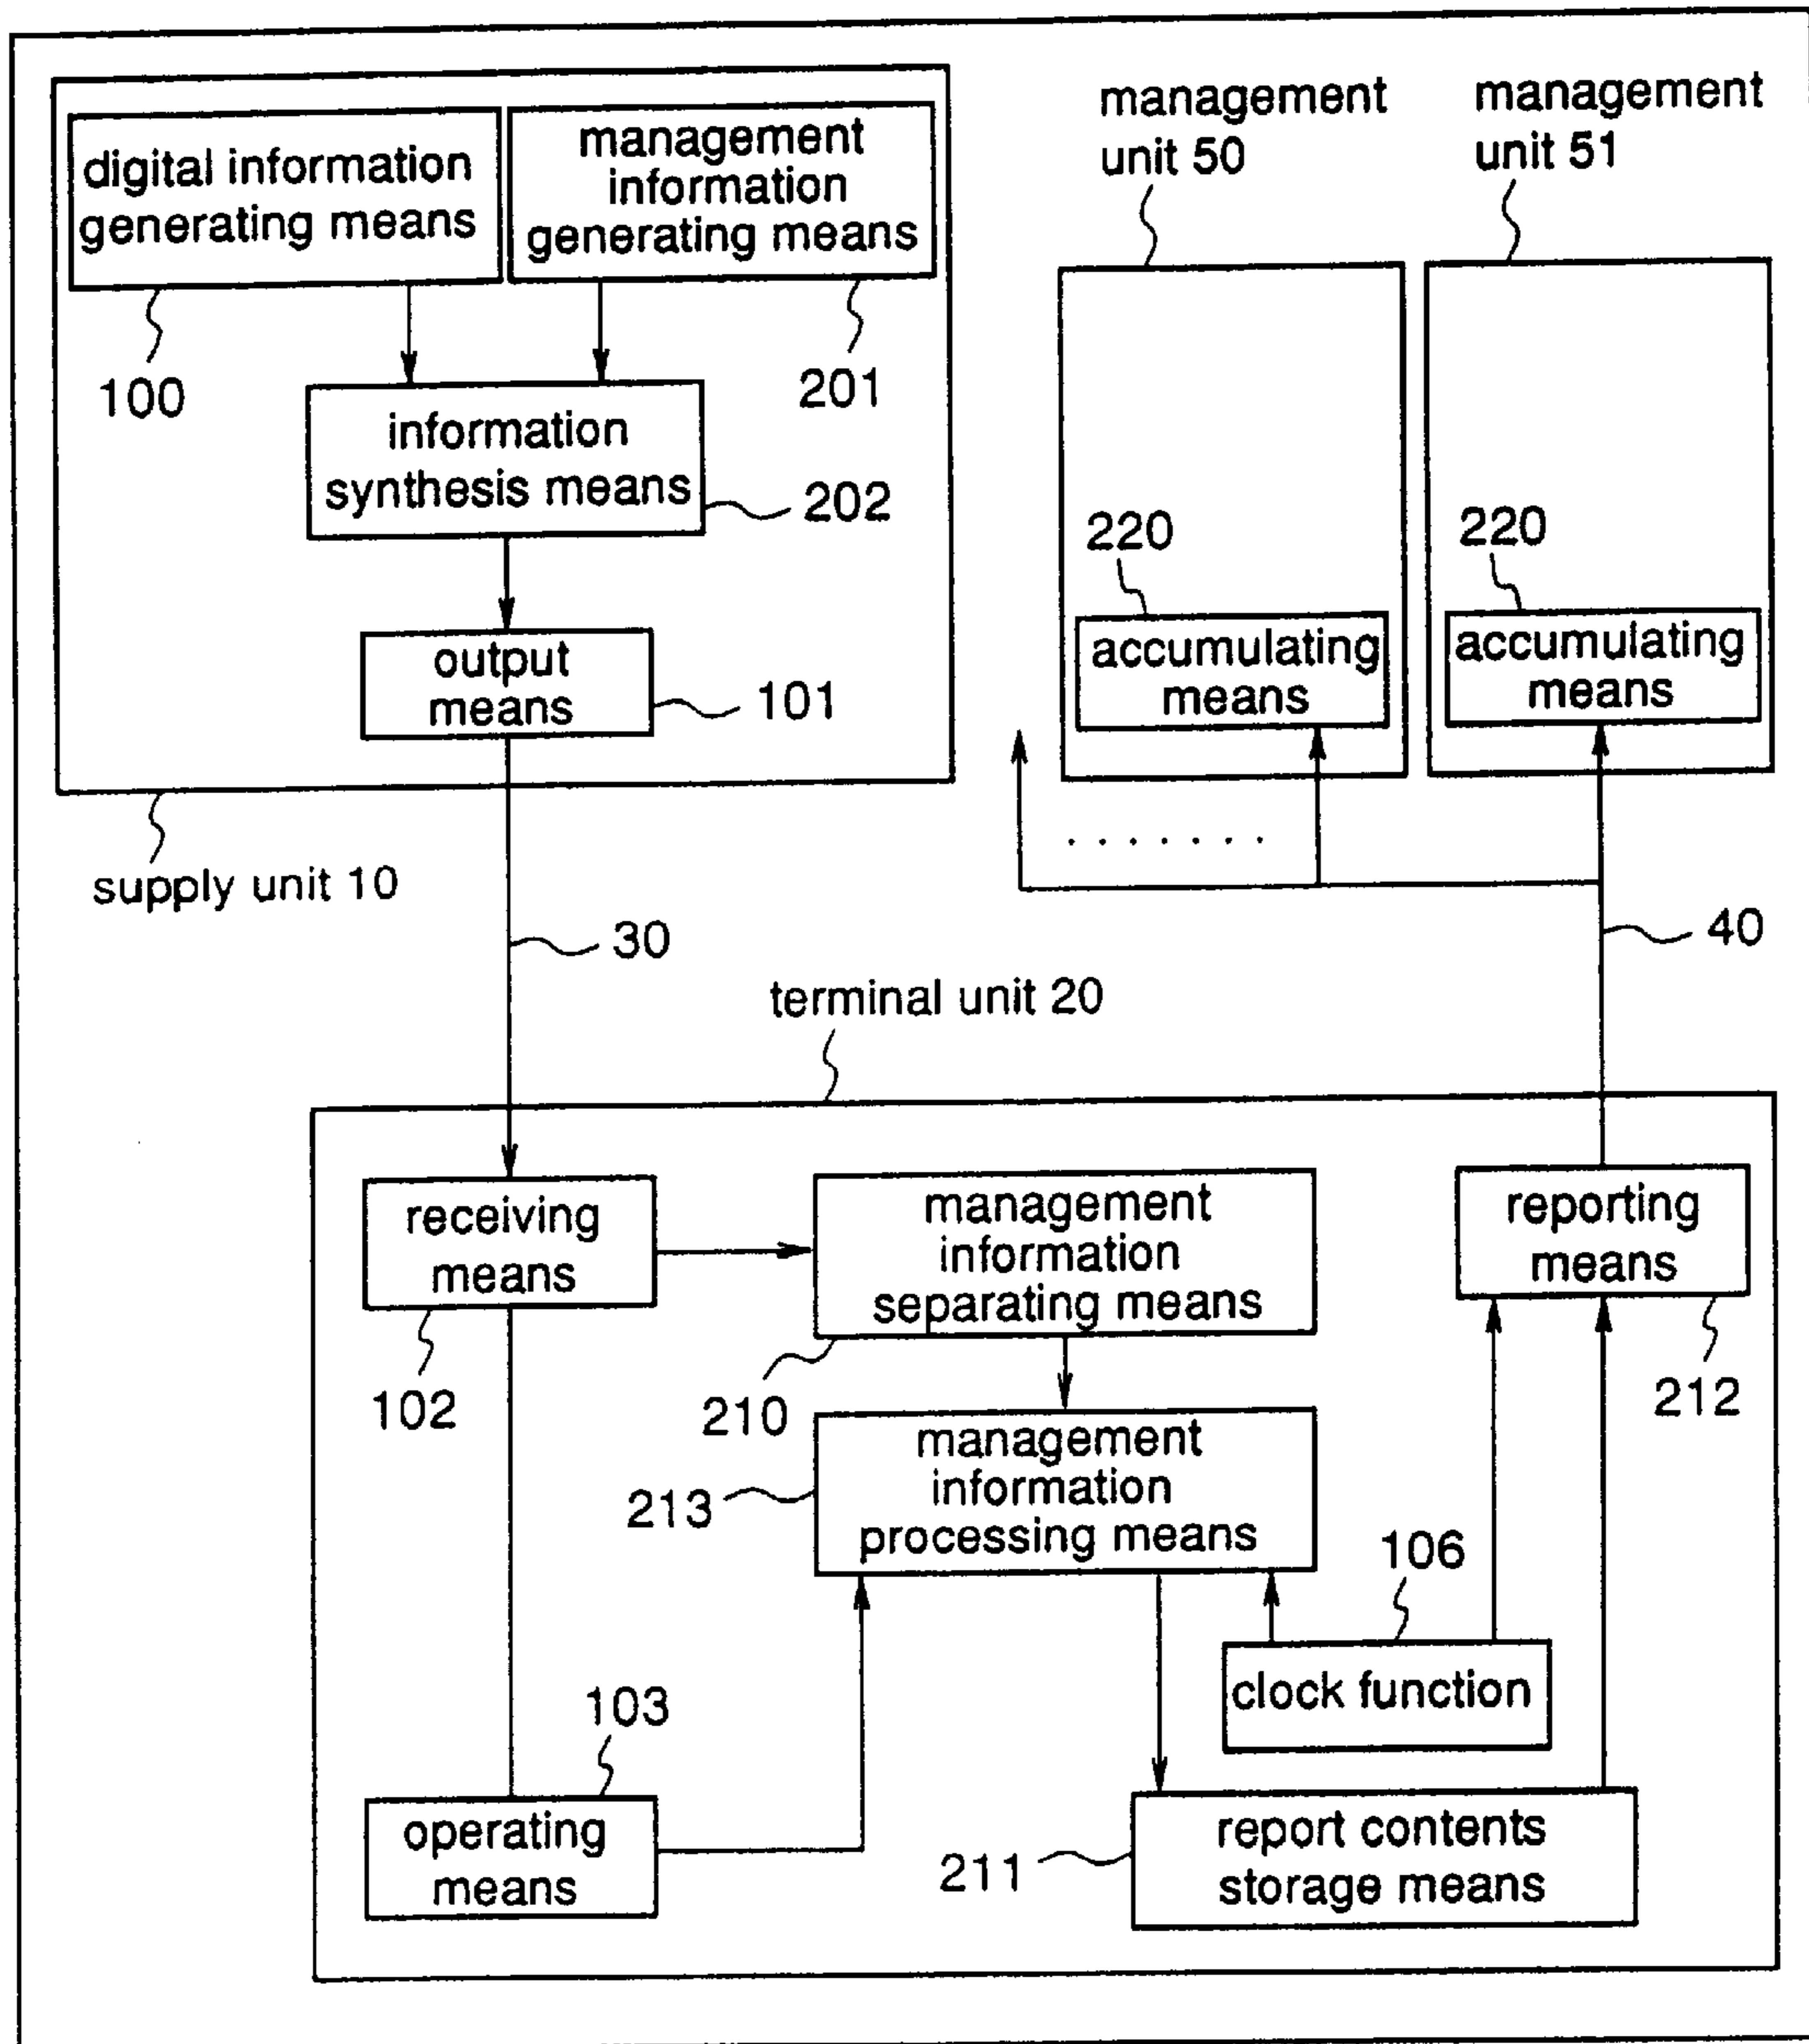 digital information
generating means
management
information
generating means
management
unit 50
management
unit 51
100
201
information
synthesis means
202
220
220
accumulating
means
accumulating
means
output
means
101
. . . . . . .
supply unit 10
30
40
terminal unit 20
receiving
means
management
information
separating means
reporting
means
102
210
212
management
information
processing means
213
106
clock function
103
operating
means
report contents
storage means
211